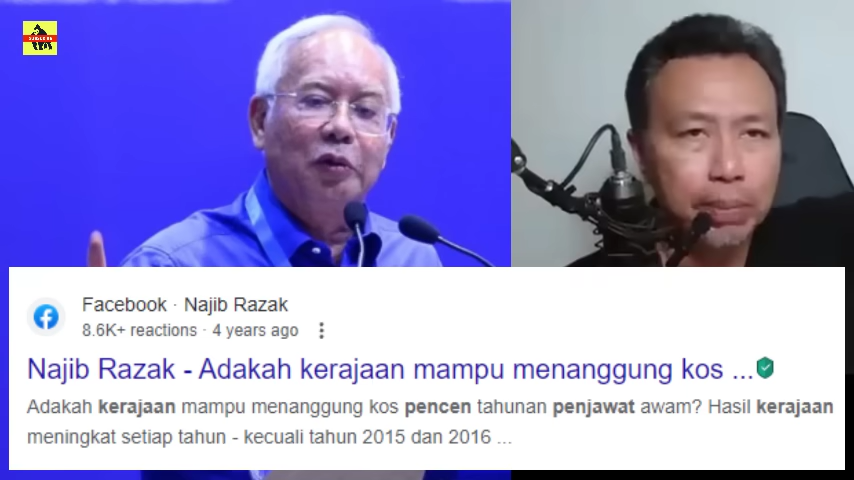 SUBSCRIBE
Facebook · Najib Razak
8.6K+ reactions · 4 years ago
Najib Razak - Adakah kerajaan mampu menanggung kos ...
Adakah kerajaan mampu menanggung kos pencen tahunan penjawat awam? Hasil kerajaan
meningkat setiap tahun - kecuali tahun 2015 dan 2016 ...